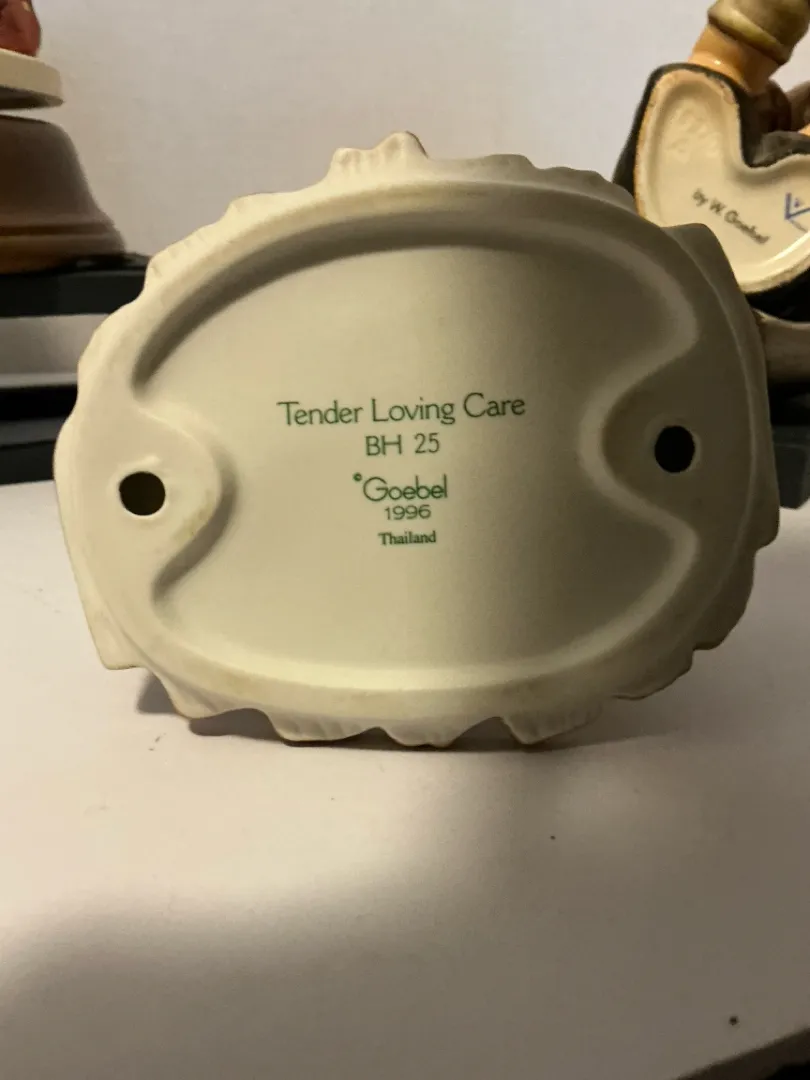 Tender Loving Care
BH 25
©Goebel
1996
Thailand
by W. Goebel